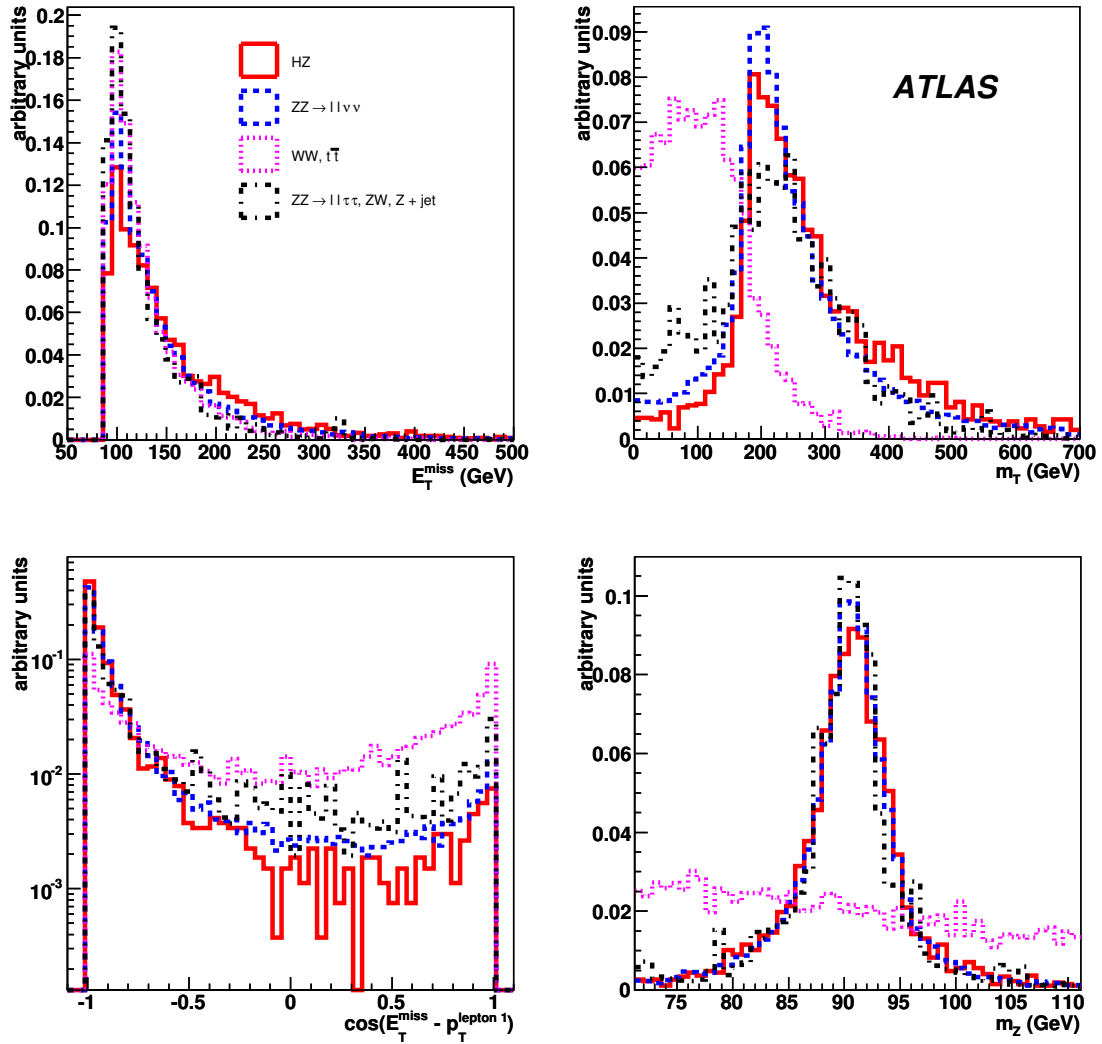 arbitrary units
0.2
0.18
0.16
0.14
0.12
0.1
0.08
0.06
0.04
0.02
0
50 100 150 200 250 300 350 400 450 500
E_T^miss (GeV)
HZ
ZZ → l l ν ν
WW, t t̅
ZZ → l l τ τ, ZW, Z + jet
arbitrary units
0.09
0.08
0.07
0.06
0.05
0.04
0.03
0.02
0.01
0
0 100 200 300 400 500 600 700
m_T (GeV)
ATLAS
arbitrary units
10^-1
10^-2
10^-3
-1 -0.5 0 0.5 1
cos(E_T^miss - p_T^lepton 1)
arbitrary units
0.1
0.08
0.06
0.04
0.02
0
75 80 85 90 95 100 105 110
m_Z (GeV)